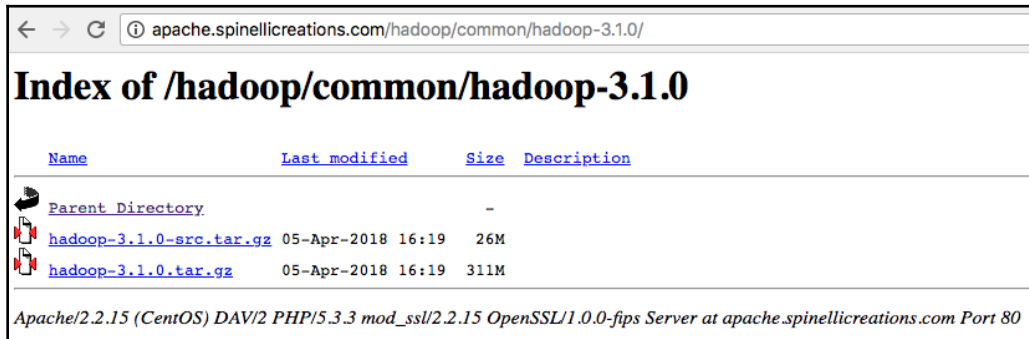 apache.spinellicreations.com/hadoop/common/hadoop-3.1.0/
Index of /hadoop/common/hadoop-3.1.0
Name Last modified Size Description
Parent Directory -
hadoop-3.1.0-src.tar.gz 05-Apr-2018 16:19 26M
hadoop-3.1.0.tar.gz 05-Apr-2018 16:19 311M
Apache/2.2.15 (CentOS) DAV/2 PHP/5.3.3 mod_ssl/2.2.15 OpenSSL/1.0.0-fips Server at apache.spinellicreations.com Port 80